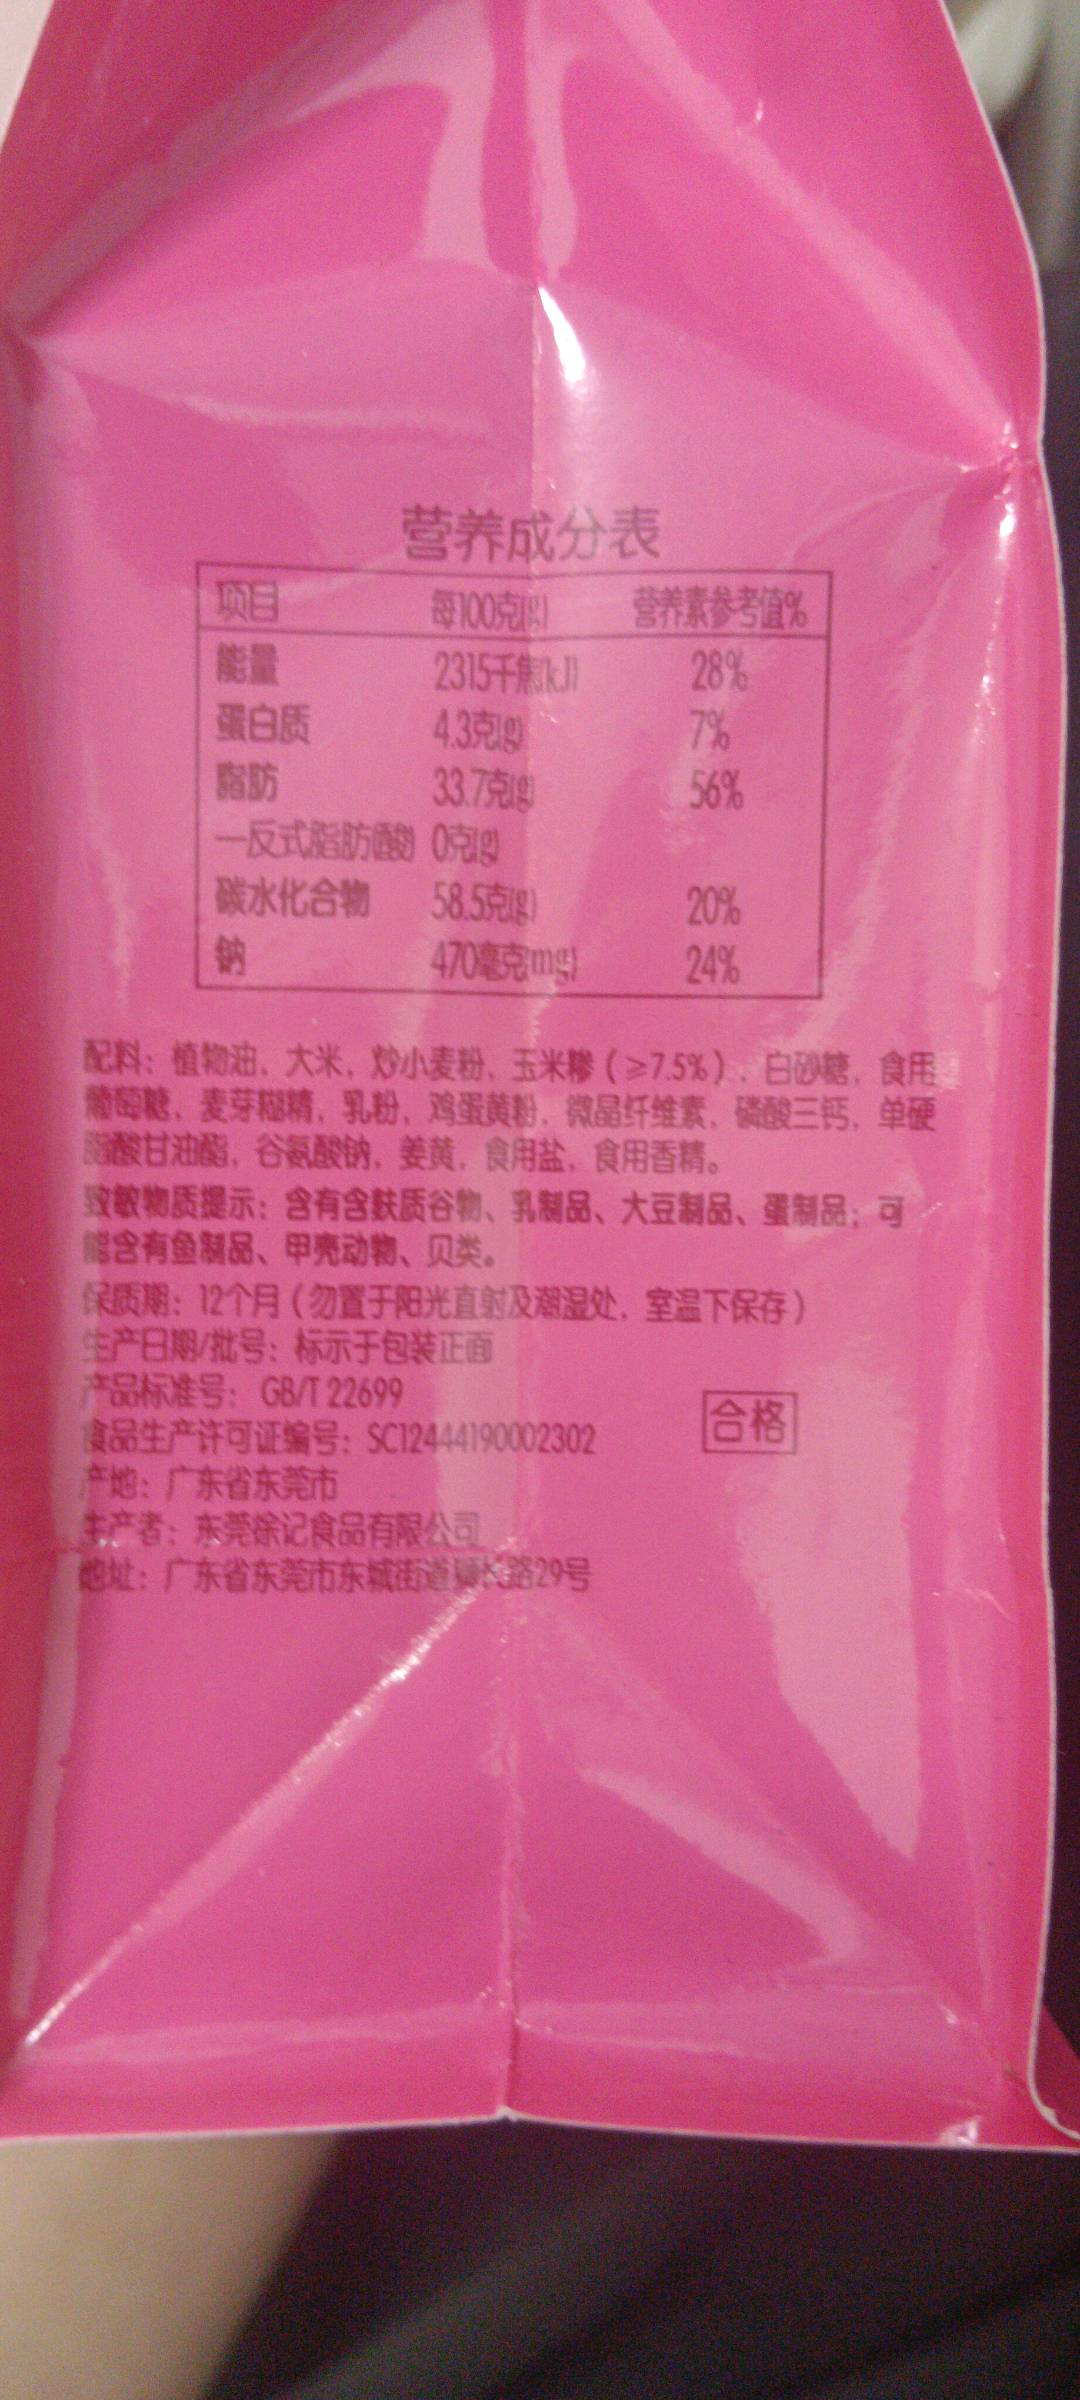 营养成分表
项目 每100克(g) 营养素参考值%
能量 2315千焦(kJ) 28%
蛋白质 4.3克(g) 7%
脂肪 33.7克(g) 56%
—反式脂肪(酸) 0克(g)
碳水化合物 58.5克(g) 20%
钠 470毫克(mg) 24%
配料：植物油，大米，炒小麦粉，玉米糁（≥7.5%），白砂糖，食用
葡萄糖，麦芽糊精，乳粉，鸡蛋黄粉，微晶纤维素，磷酸三钙，单硬
脂酸甘油酯，谷氨酸钠，姜黄，食用盐，食用香精。
致敏物质提示：含有含麸质谷物、乳制品、大豆制品、蛋制品；可
能含有鱼制品、甲壳动物、贝类。
保质期：12个月（勿置于阳光直射及潮湿处，室温下保存）
生产日期/批号：标示于包装正面
产品标准号：GB/T 22699
合格
食品生产许可证编号：SC12444190002302
产地：广东省东莞市
生产者：东莞徐记食品有限公司
地址：广东省东莞市东城街道狮长路29号